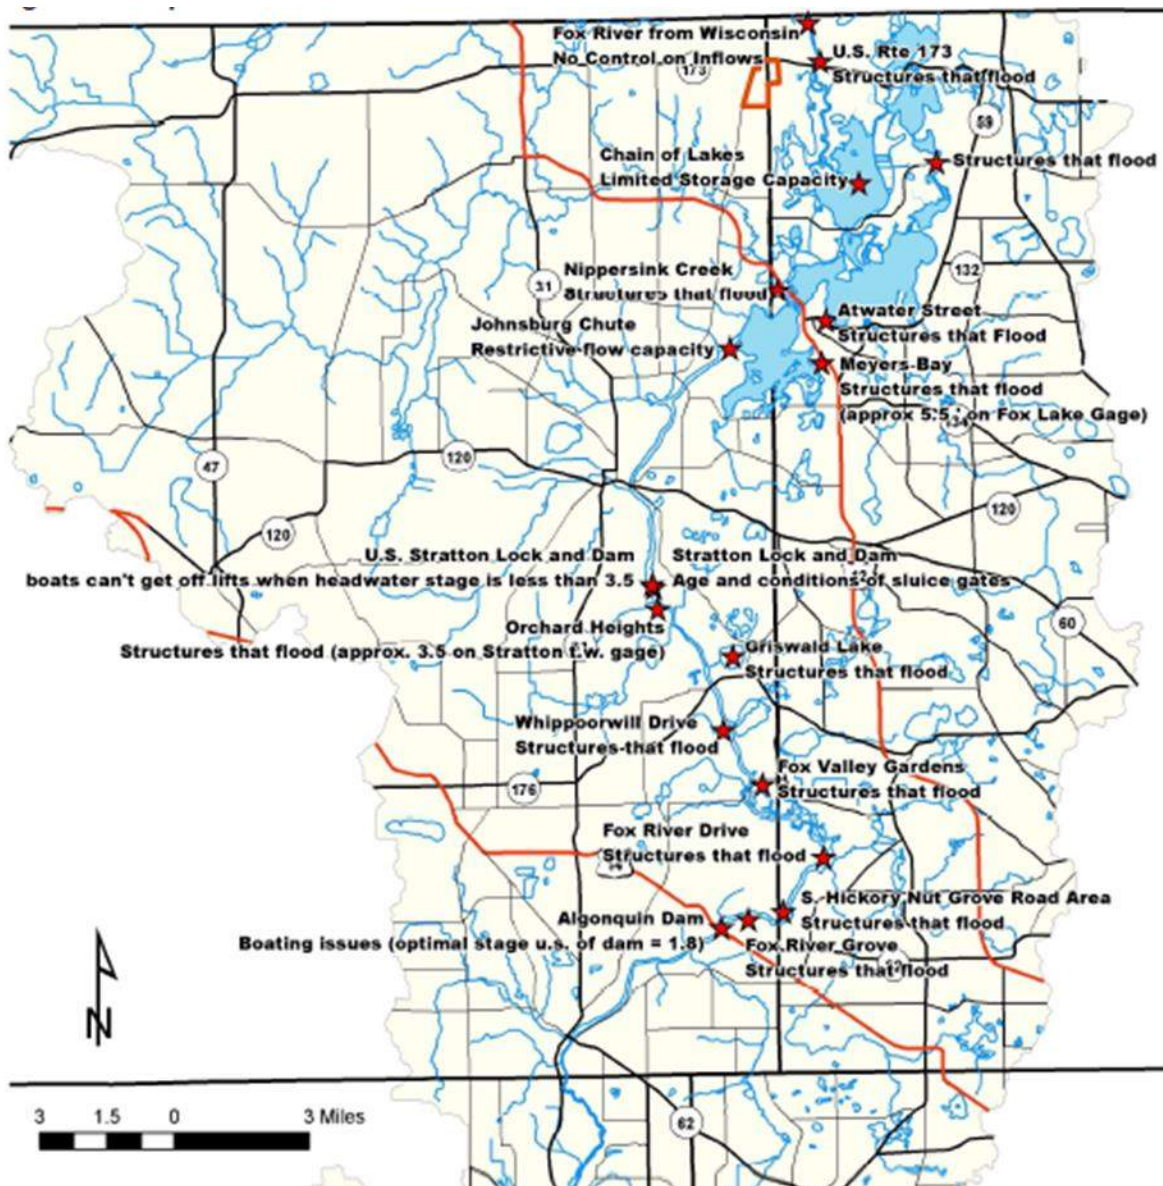 Fox River from Wisconsin
No Control on Inflows
173
U.S. Rte 173
Structures that flood
59
Chain of Lakes
Limited Storage Capacity
Structures that flood
132
Nippersink Creek
Structures that flood
31
Atwater Street
Structures that Flood
Johnsburg Chute
Restrictive flow capacity
Meyers Bay
Structures that flood
(approx 5.5 on Fox Lake Gage)
47
120
120
120
U.S. Stratton Lock and Dam
boats can't get off lifts when headwater stage is less than 3.5
Stratton Lock and Dam
Age and conditions of sluice gates
12
60
Orchard Heights
Structures that flood (approx. 3.5 on Stratton t.w. gage)
Griswald Lake
Structures that flood
Whippoorwill Drive
Structures that flood
Fox Valley Gardens
Structures that flood
176
Fox River Drive
Structures that flood
S. Hickory Nut Grove Road Area
Structures that flood
Algonquin Dam
Boating issues (optimal stage u.s. of dam = 1.8)
Fox River Grove
Structures that flood
N
3 1.5 0 3 Miles
62